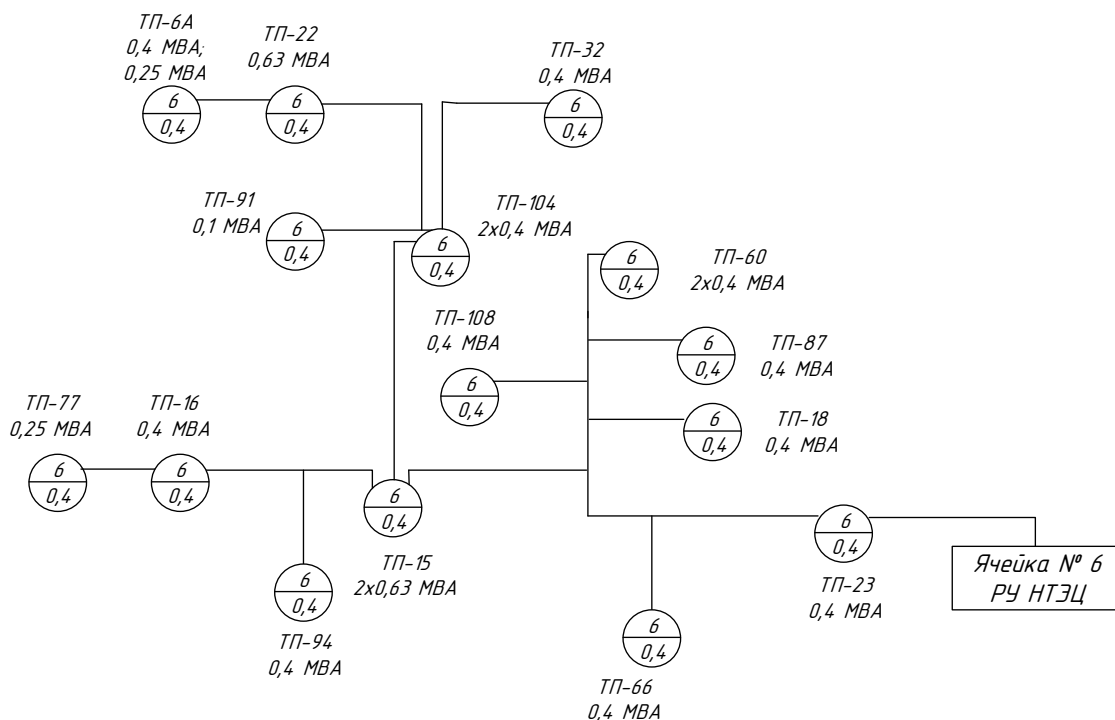 ТП-6А
0,4 МВА;
0,25 МВА
6
0,4
ТП-22
0,63 МВА
6
0,4
ТП-32
0,4 МВА
6
0,4
ТП-91
0,1 МВА
6
0,4
ТП-104
2х0,4 МВА
6
0,4
ТП-60
2х0,4 МВА
6
0,4
ТП-108
0,4 МВА
6
0,4
ТП-87
0,4 МВА
6
0,4
ТП-18
0,4 МВА
6
0,4
ТП-77
0,25 МВА
6
0,4
ТП-16
0,4 МВА
6
0,4
6
0,4
ТП-15
2х0,63 МВА
6
0,4
ТП-23
0,4 МВА
Ячейка № 6
РУ НТЭЦ
6
0,4
ТП-94
0,4 МВА
6
0,4
ТП-66
0,4 МВА